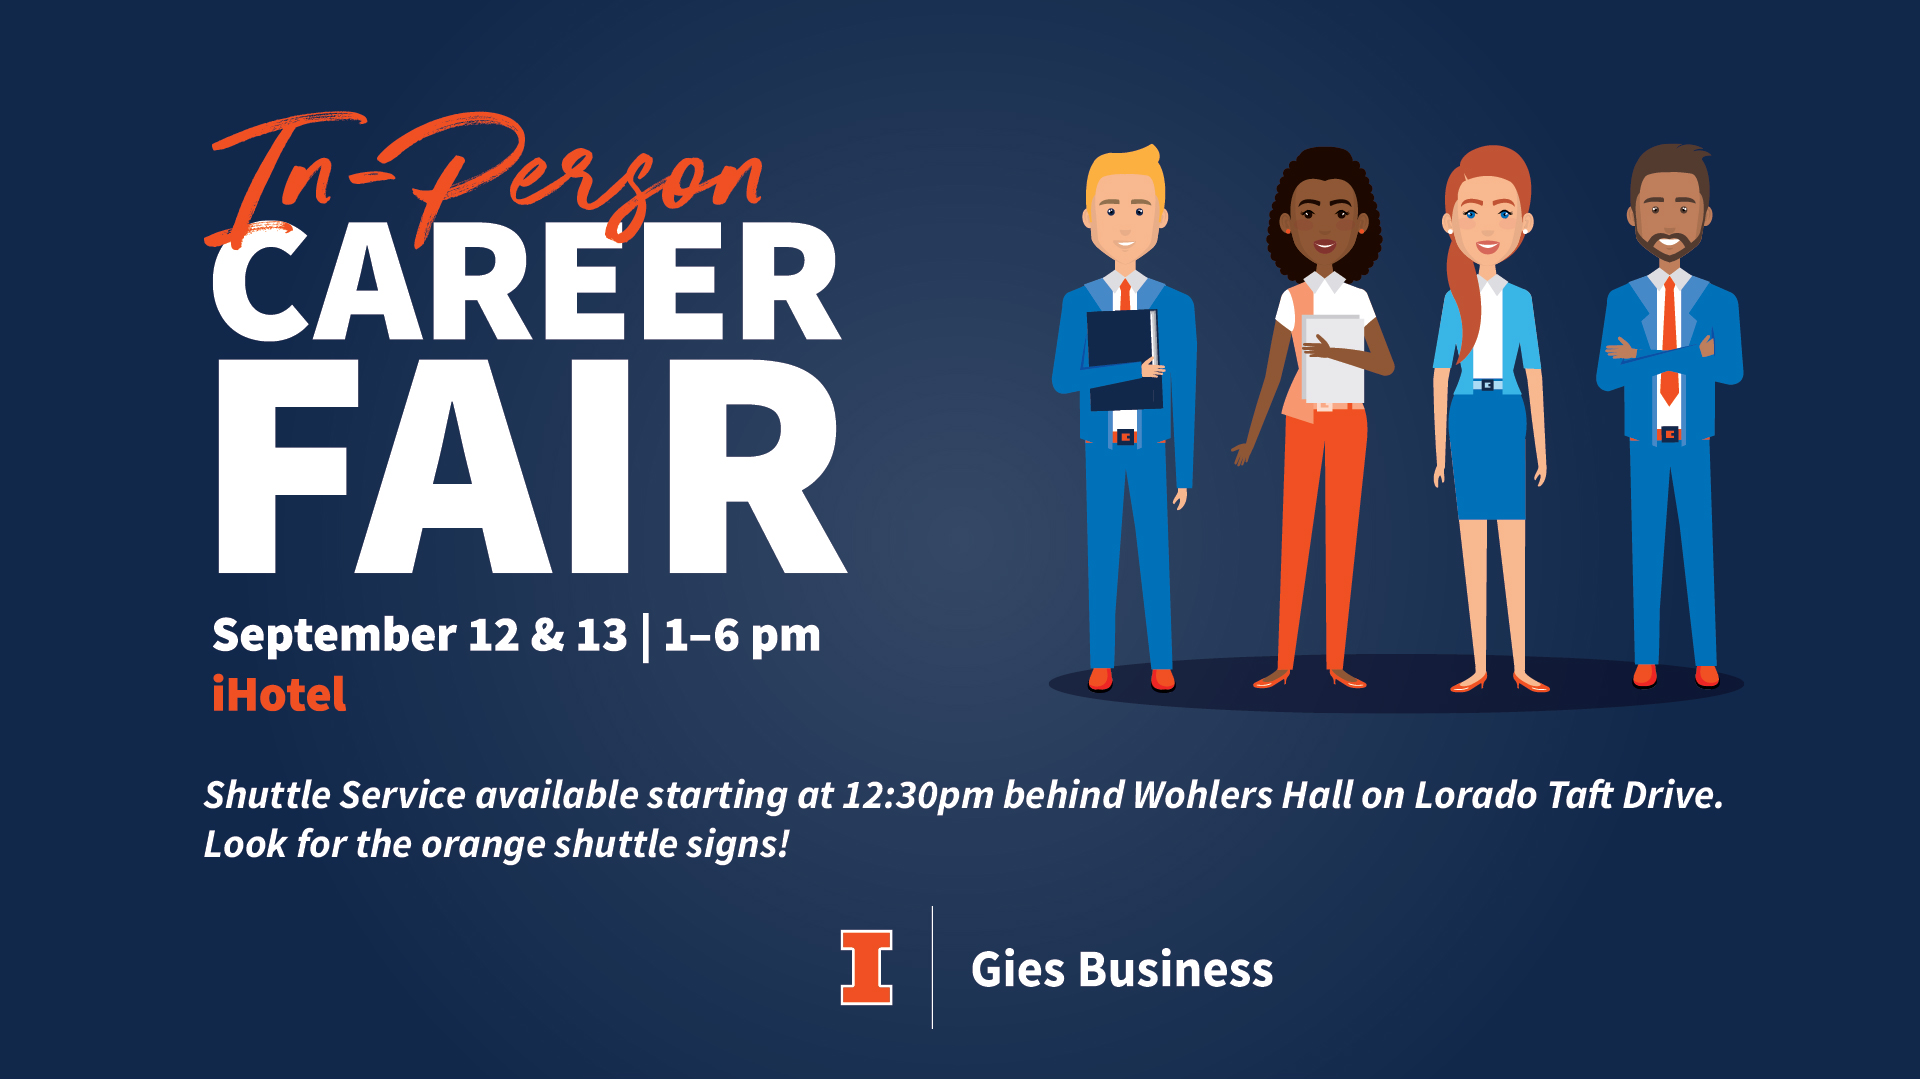 In-Person
CAREER
FAIR
September 12 & 13 | 1–6 pm
iHotel
Shuttle Service available starting at 12:30pm behind Wohlers Hall on Lorado Taft Drive.
Look for the orange shuttle signs!
I
Gies Business